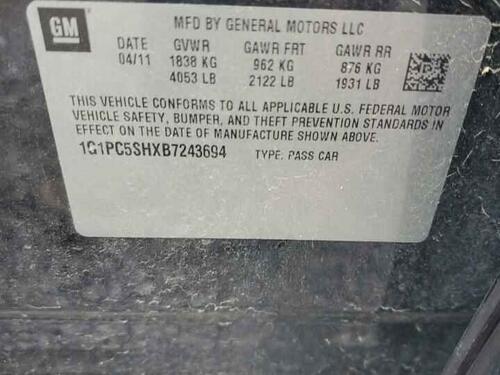 GM
MFD BY GENERAL MOTORS LLC
DATE GVWR GAWR FRT GAWR RR
04/11 1838 KG 962 KG 876 KG
4053 LB 2122 LB 1931 LB
THIS VEHICLE CONFORMS TO ALL APPLICABLE U.S. FEDERAL MOTOR
VEHICLE SAFETY, BUMPER, AND THEFT PREVENTION STANDARDS IN
EFFECT ON THE DATE OF MANUFACTURE SHOWN ABOVE.
1G1PC5SHXB7243694 TYPE: PASS CAR